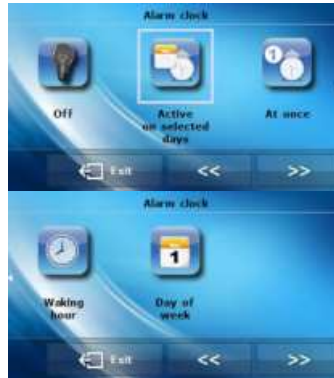 Alarm clock
Off
Active
on selected
days
At once
Exit
<<
>>
Alarm clock
1
Waking
hour
Day of
week
Exit
<<
>>